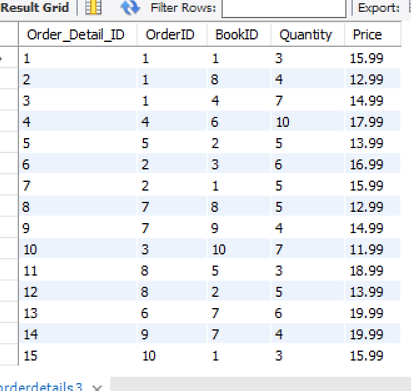 Result Grid Filter Rows: Export:
Order_Detail_ID OrderID BookID Quantity Price
1 1 1 3 15.99
2 1 8 4 12.99
3 1 4 7 14.99
4 4 6 10 17.99
5 5 2 5 13.99
6 2 3 6 16.99
7 2 1 5 15.99
8 7 8 5 12.99
9 7 9 4 14.99
10 3 10 7 11.99
11 8 5 3 18.99
12 8 2 5 13.99
13 6 7 6 19.99
14 9 7 4 19.99
15 10 1 3 15.99
orderdetails3